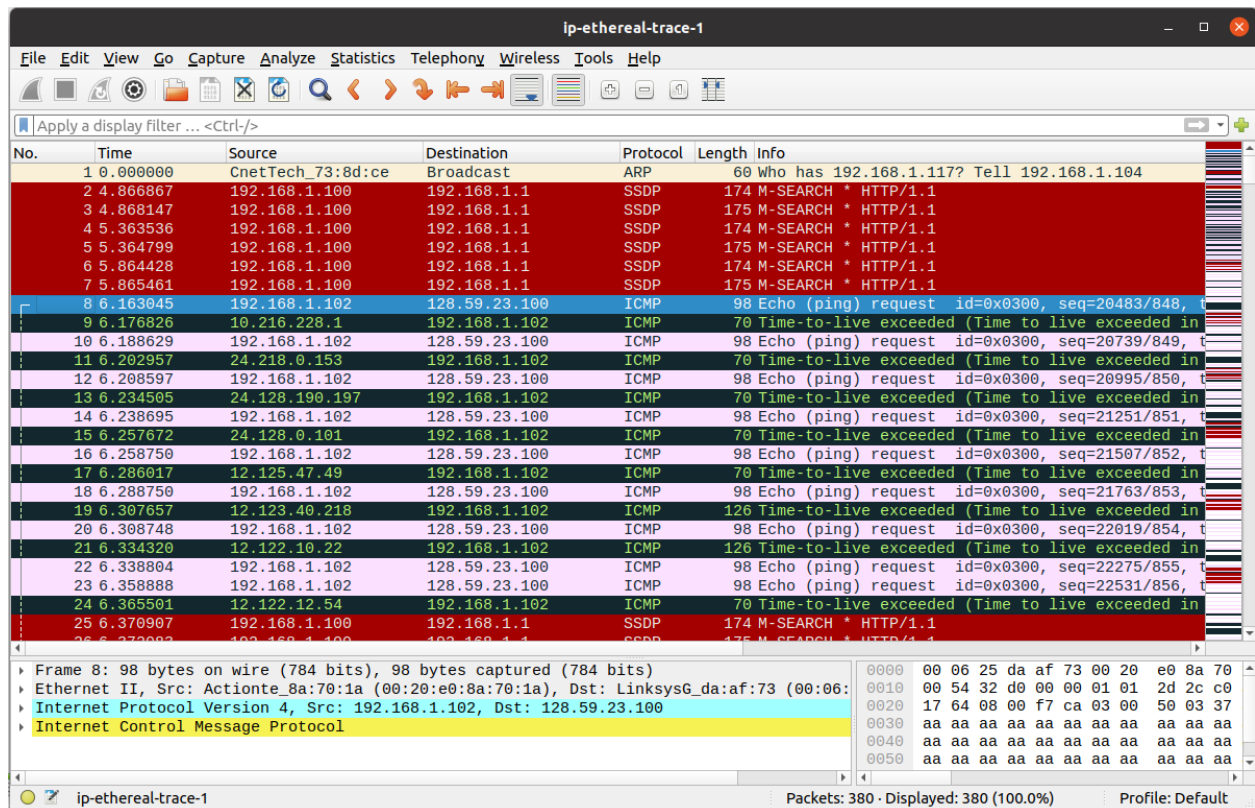 ip-ethereal-trace-1
File Edit View Go Capture Analyze Statistics Telephony Wireless Tools Help
Apply a display filter … <Ctrl-/>
No. Time Source Destination Protocol Length Info
1 0.000000 CnetTech_73:8d:ce Broadcast ARP 60 Who has 192.168.1.117? Tell 192.168.1.104
2 4.866867 192.168.1.100 192.168.1.1 SSDP 174 M-SEARCH * HTTP/1.1
3 4.868147 192.168.1.100 192.168.1.1 SSDP 175 M-SEARCH * HTTP/1.1
4 5.363536 192.168.1.100 192.168.1.1 SSDP 174 M-SEARCH * HTTP/1.1
5 5.364799 192.168.1.100 192.168.1.1 SSDP 175 M-SEARCH * HTTP/1.1
6 5.864428 192.168.1.100 192.168.1.1 SSDP 174 M-SEARCH * HTTP/1.1
7 5.865461 192.168.1.100 192.168.1.1 SSDP 175 M-SEARCH * HTTP/1.1
8 6.163045 192.168.1.102 128.59.23.100 ICMP 98 Echo (ping) request id=0x0300, seq=20483/848, t
9 6.176826 10.216.228.1 192.168.1.102 ICMP 70 Time-to-live exceeded (Time to live exceeded in
10 6.188629 192.168.1.102 128.59.23.100 ICMP 98 Echo (ping) request id=0x0300, seq=20739/849, t
11 6.202957 24.218.0.153 192.168.1.102 ICMP 70 Time-to-live exceeded (Time to live exceeded in
12 6.208597 192.168.1.102 128.59.23.100 ICMP 98 Echo (ping) request id=0x0300, seq=20995/850, t
13 6.234505 24.128.190.197 192.168.1.102 ICMP 70 Time-to-live exceeded (Time to live exceeded in
14 6.238695 192.168.1.102 128.59.23.100 ICMP 98 Echo (ping) request id=0x0300, seq=21251/851, t
15 6.257672 24.128.0.101 192.168.1.102 ICMP 70 Time-to-live exceeded (Time to live exceeded in
16 6.258750 192.168.1.102 128.59.23.100 ICMP 98 Echo (ping) request id=0x0300, seq=21507/852, t
17 6.286017 12.125.47.49 192.168.1.102 ICMP 70 Time-to-live exceeded (Time to live exceeded in
18 6.288750 192.168.1.102 128.59.23.100 ICMP 98 Echo (ping) request id=0x0300, seq=21763/853, t
19 6.307657 12.123.40.218 192.168.1.102 ICMP 126 Time-to-live exceeded (Time to live exceeded in
20 6.308748 192.168.1.102 128.59.23.100 ICMP 98 Echo (ping) request id=0x0300, seq=22019/854, t
21 6.334320 12.122.10.22 192.168.1.102 ICMP 126 Time-to-live exceeded (Time to live exceeded in
22 6.338804 192.168.1.102 128.59.23.100 ICMP 98 Echo (ping) request id=0x0300, seq=22275/855, t
23 6.358888 192.168.1.102 128.59.23.100 ICMP 98 Echo (ping) request id=0x0300, seq=22531/856, t
24 6.365501 12.122.12.54 192.168.1.102 ICMP 70 Time-to-live exceeded (Time to live exceeded in
25 6.370907 192.168.1.100 192.168.1.1 SSDP 174 M-SEARCH * HTTP/1.1
Frame 8: 98 bytes on wire (784 bits), 98 bytes captured (784 bits)
Ethernet II, Src: Actionte_8a:70:1a (00:20:e0:8a:70:1a), Dst: LinksysG_da:af:73 (00:06:
Internet Protocol Version 4, Src: 192.168.1.102, Dst: 128.59.23.100
Internet Control Message Protocol
0000 00 06 25 da af 73 00 20 e0 8a 70
0010 00 54 32 d0 00 00 01 01 2d 2c c0
0020 17 64 08 00 f7 ca 03 00 50 03 37
0030 aa aa aa aa aa aa aa aa aa aa aa
0040 aa aa aa aa aa aa aa aa aa aa aa
0050 aa aa aa aa aa aa aa aa aa aa aa
ip-ethereal-trace-1 Packets: 380 · Displayed: 380 (100.0%) Profile: Default